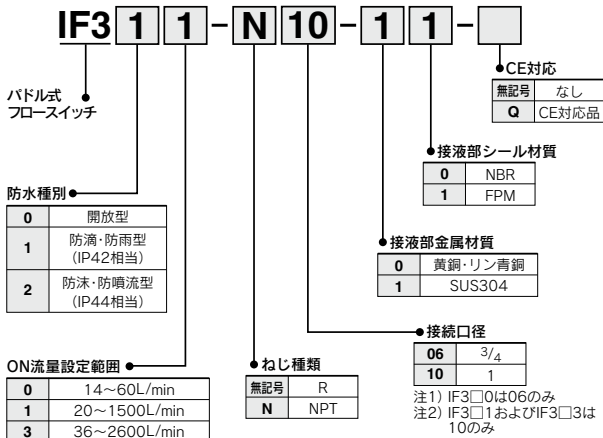 IF3 1 1 - N 10 - 1 1 -
パドル式
フロースイッチ
●CE対応
無記号 なし
Q CE対応品
●接液部シール材質
0 NBR
1 FPM
防水種別●
0 開放型
1 防滴・防雨型
(IP42相当)
2 防沫・防噴流型
(IP44相当)
●接液部金属材質
0 黄銅・リン青銅
1 SUS304
ON流量設定範囲●
0 14～60L/min
1 20～1500L/min
3 36～2600L/min
●ねじ種類
無記号 R
N NPT
●接続口径
06 3/4
10 1
注1) IF3□0は06のみ
注2) IF3□1およびIF3□3は
10のみ